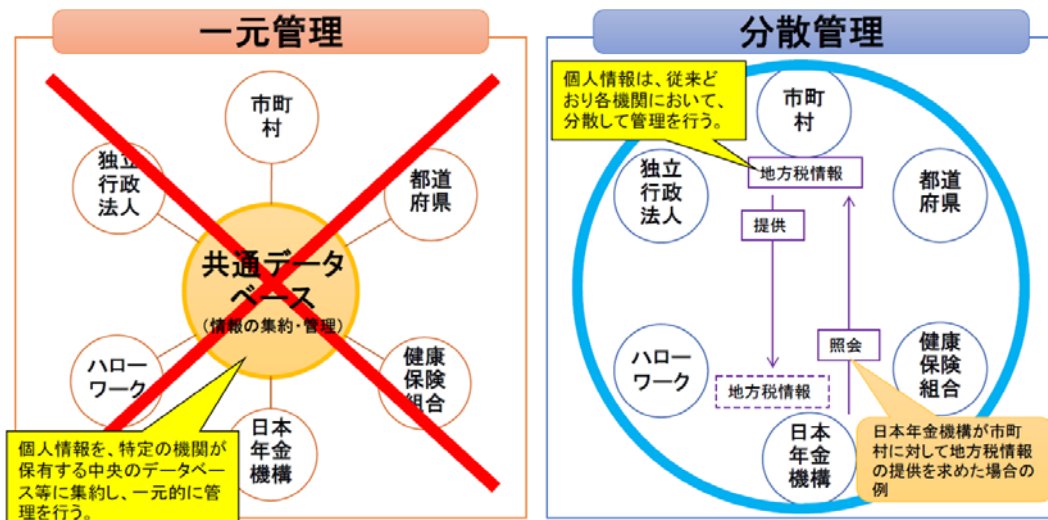 一元管理
市町
村
独立
行政
法人
都道
府県
共通データ
ベース
(情報の集約・管理)
ハロー
ワーク
健康
保険
組合
日本
年金
機構
個人情報を、特定の機関が
保有する中央のデータベー
ス等に集約し、一元的に管
理を行う。
分散管理
個人情報は、従来ど
おり各機関において、
分散して管理を行う。
市町
村
独立
行政
法人
地方税情報
都道
府県
提供
照会
ハロー
ワーク
地方税情報
健康
保険
組合
日本
年金
機構
日本年金機構が市町
村に対して地方税情報
の提供を求めた場合の
例